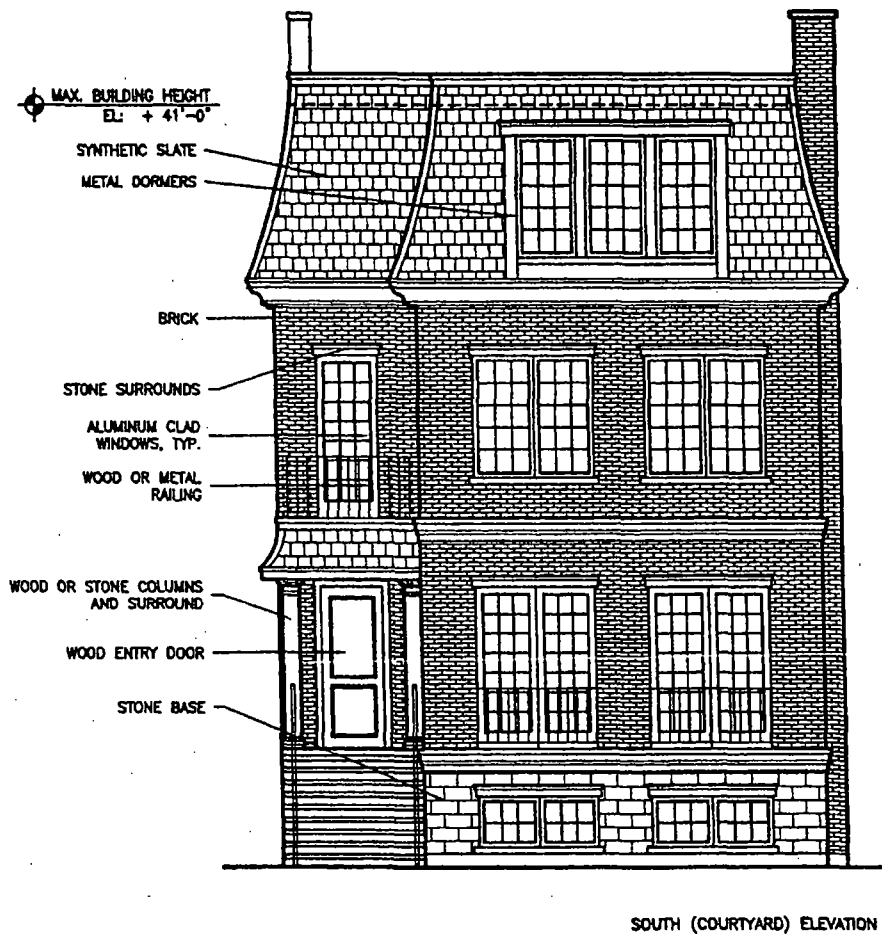 MAX. BUILDING HEIGHT
EL: + 41'-0"
SYNTHETIC SLATE
METAL DORMERS
BRICK
STONE SURROUNDS
ALUMINUM CLAD
WINDOWS, TYP.
WOOD OR METAL
RAILING
WOOD OR STONE COLUMNS
AND SURROUND
WOOD ENTRY DOOR
STONE BASE
SOUTH (COURTYARD) ELEVATION